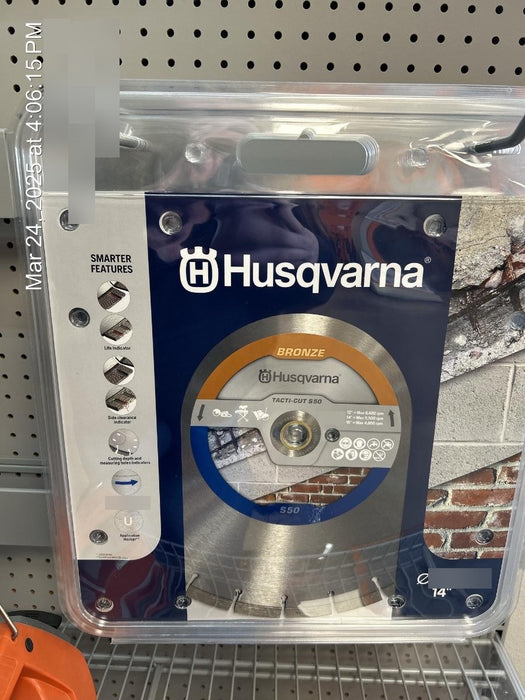 Mar 24, 2025 at 4:06:15 PM
SMARTER
FEATURES
Life indicator
Side clearance
indicator
Cutting depth and
measuring holes indicators
U
Application
Husqvarna®
BRONZE
Husqvarna
TACTI-CUT S50
S50
Ø
14"